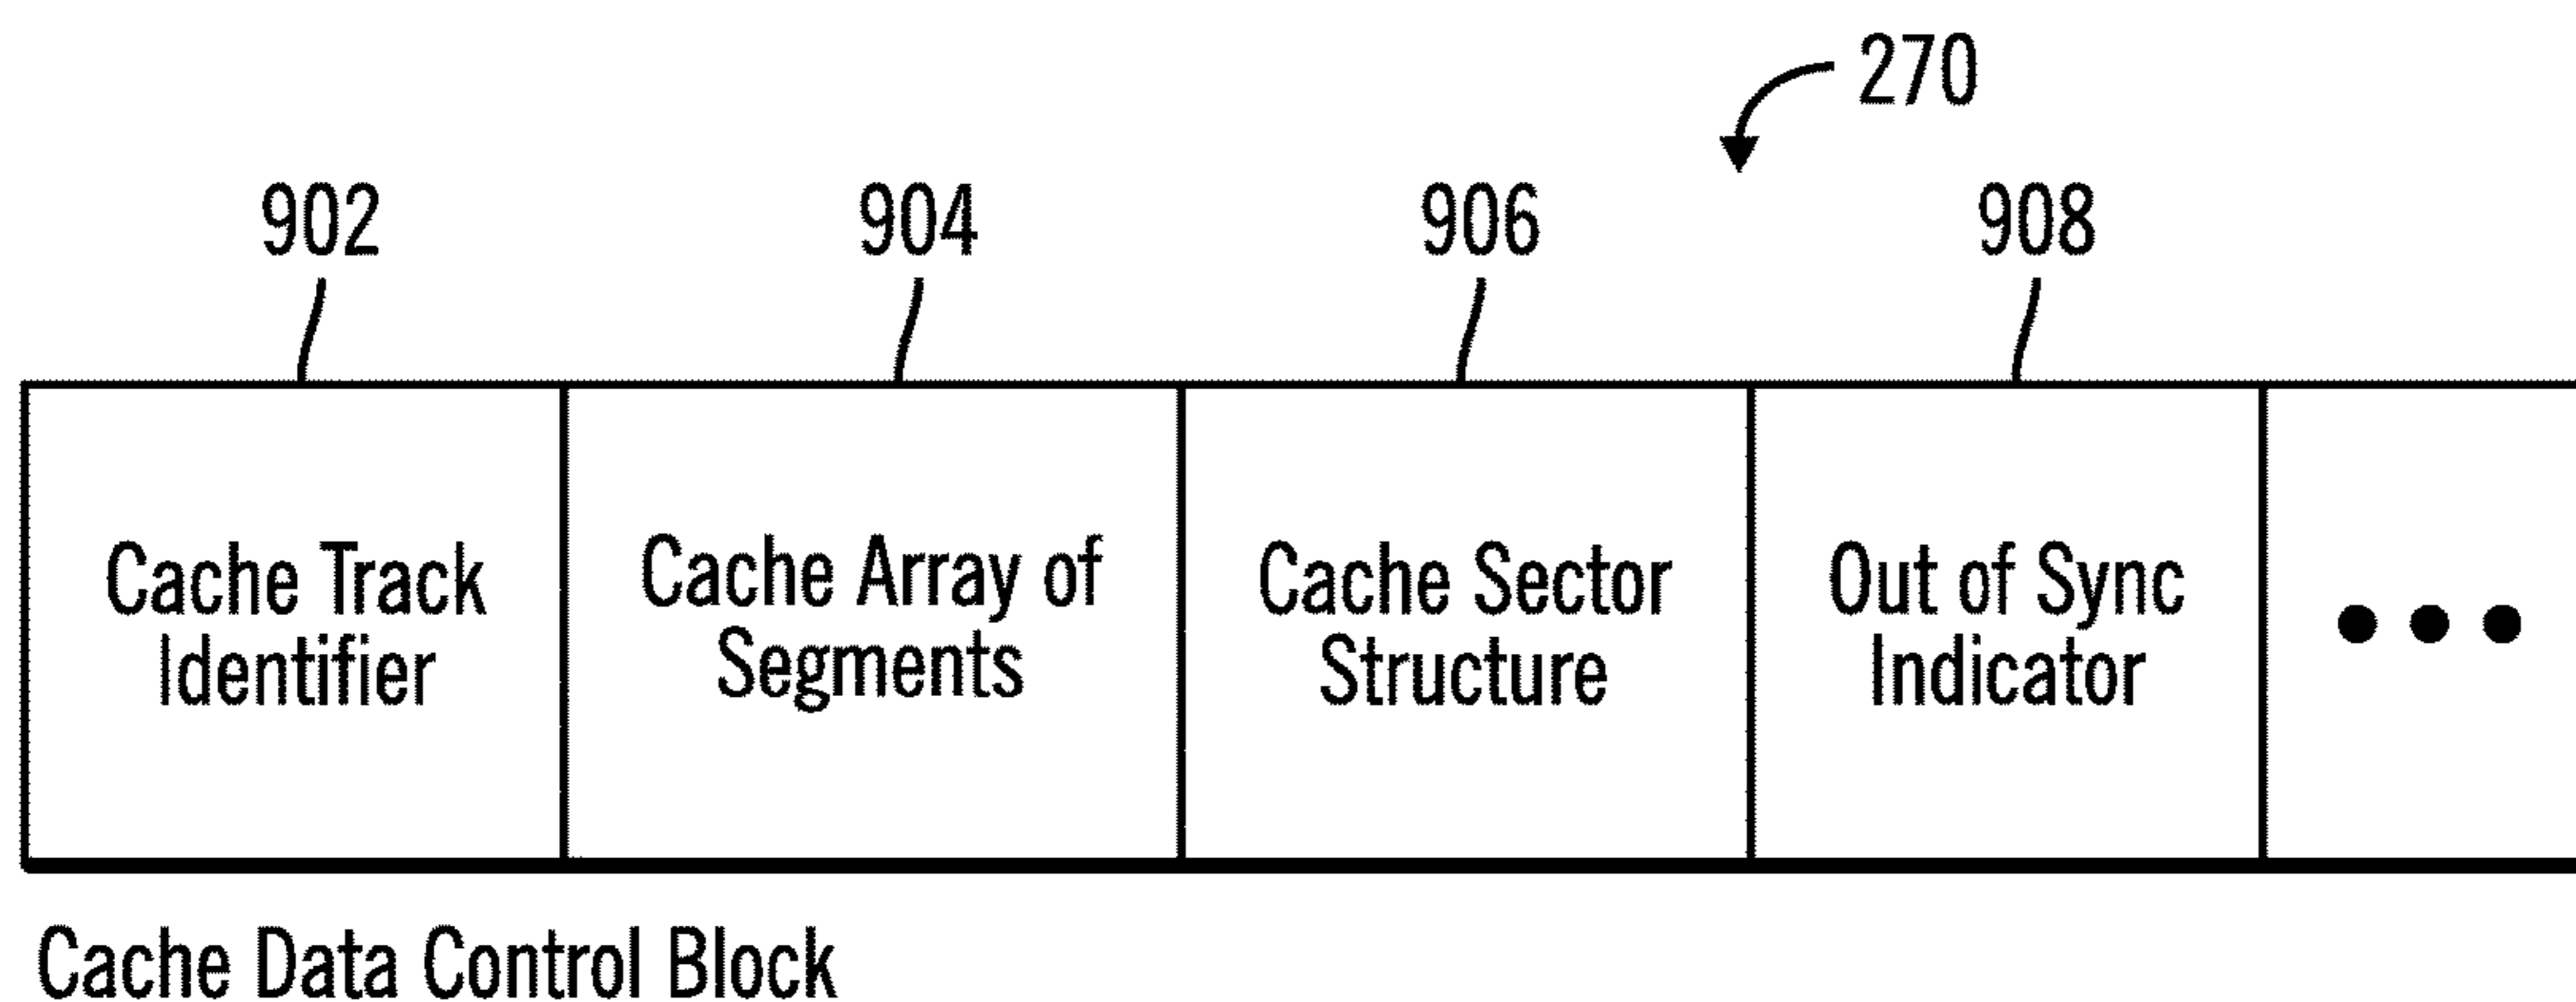 270
902
904
906
908
Cache Track
Identifier
Cache Array of
Segments
Cache Sector
Structure
Out of Sync
Indicator
Cache Data Control Block